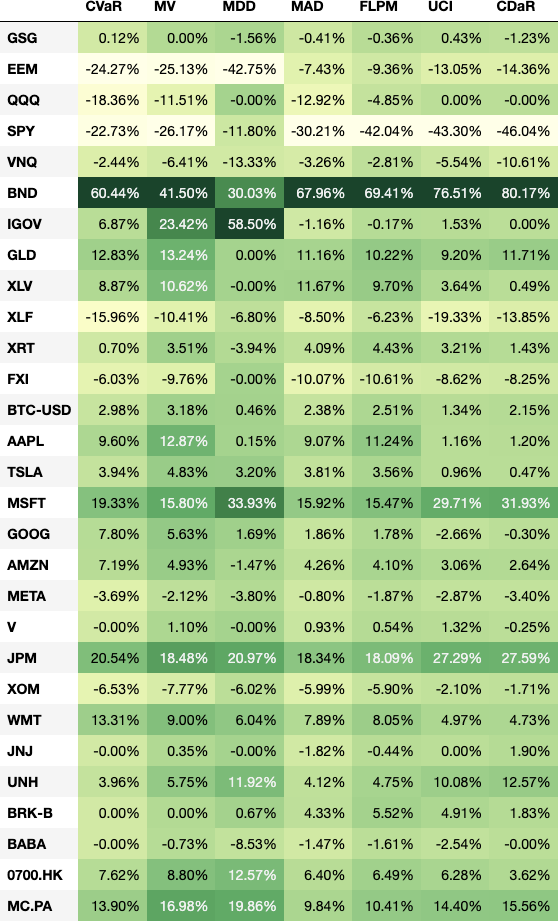 CVaR MV MDD MAD FLPM UCI CDaR
GSG 0.12% 0.00% -1.56% -0.41% -0.36% 0.43% -1.23%
EEM -24.27% -25.13% -42.75% -7.43% -9.36% -13.05% -14.36%
QQQ -18.36% -11.51% -0.00% -12.92% -4.85% 0.00% -0.00%
SPY -22.73% -26.17% -11.80% -30.21% -42.04% -43.30% -46.04%
VNQ -2.44% -6.41% -13.33% -3.26% -2.81% -5.54% -10.61%
BND 60.44% 41.50% 30.03% 67.96% 69.41% 76.51% 80.17%
IGOV 6.87% 23.42% 58.50% -1.16% -0.17% 1.53% 0.00%
GLD 12.83% 13.24% 0.00% 11.16% 10.22% 9.20% 11.71%
XLV 8.87% 10.62% -0.00% 11.67% 9.70% 3.64% 0.49%
XLF -15.96% -10.41% -6.80% -8.50% -6.23% -19.33% -13.85%
XRT 0.70% 3.51% -3.94% 4.09% 4.43% 3.21% 1.43%
FXI -6.03% -9.76% -0.00% -10.07% -10.61% -8.62% -8.25%
BTC-USD 2.98% 3.18% 0.46% 2.38% 2.51% 1.34% 2.15%
AAPL 9.60% 12.87% 0.15% 9.07% 11.24% 1.16% 1.20%
TSLA 3.94% 4.83% 3.20% 3.81% 3.56% 0.96% 0.47%
MSFT 19.33% 15.80% 33.93% 15.92% 15.47% 29.71% 31.93%
GOOG 7.80% 5.63% 1.69% 1.86% 1.78% -2.66% -0.30%
AMZN 7.19% 4.93% -1.47% 4.26% 4.10% 3.06% 2.64%
META -3.69% -2.12% -3.80% -0.80% -1.87% -2.87% -3.40%
V -0.00% 1.10% -0.00% 0.93% 0.54% 1.32% -0.25%
JPM 20.54% 18.48% 20.97% 18.34% 18.09% 27.29% 27.59%
XOM -6.53% -7.77% -6.02% -5.99% -5.90% -2.10% -1.71%
WMT 13.31% 9.00% 6.04% 7.89% 8.05% 4.97% 4.73%
JNJ -0.00% 0.35% -0.00% -1.82% -0.44% 0.00% 1.90%
UNH 3.96% 5.75% 11.92% 4.12% 4.75% 10.08% 12.57%
BRK-B 0.00% 0.00% 0.67% 4.33% 5.52% 4.91% 1.83%
BABA -0.00% -0.73% -8.53% -1.47% -1.61% -2.54% -0.00%
0700.HK 7.62% 8.80% 12.57% 6.40% 6.49% 6.28% 3.62%
MC.PA 13.90% 16.98% 19.86% 9.84% 10.41% 14.40% 15.56%